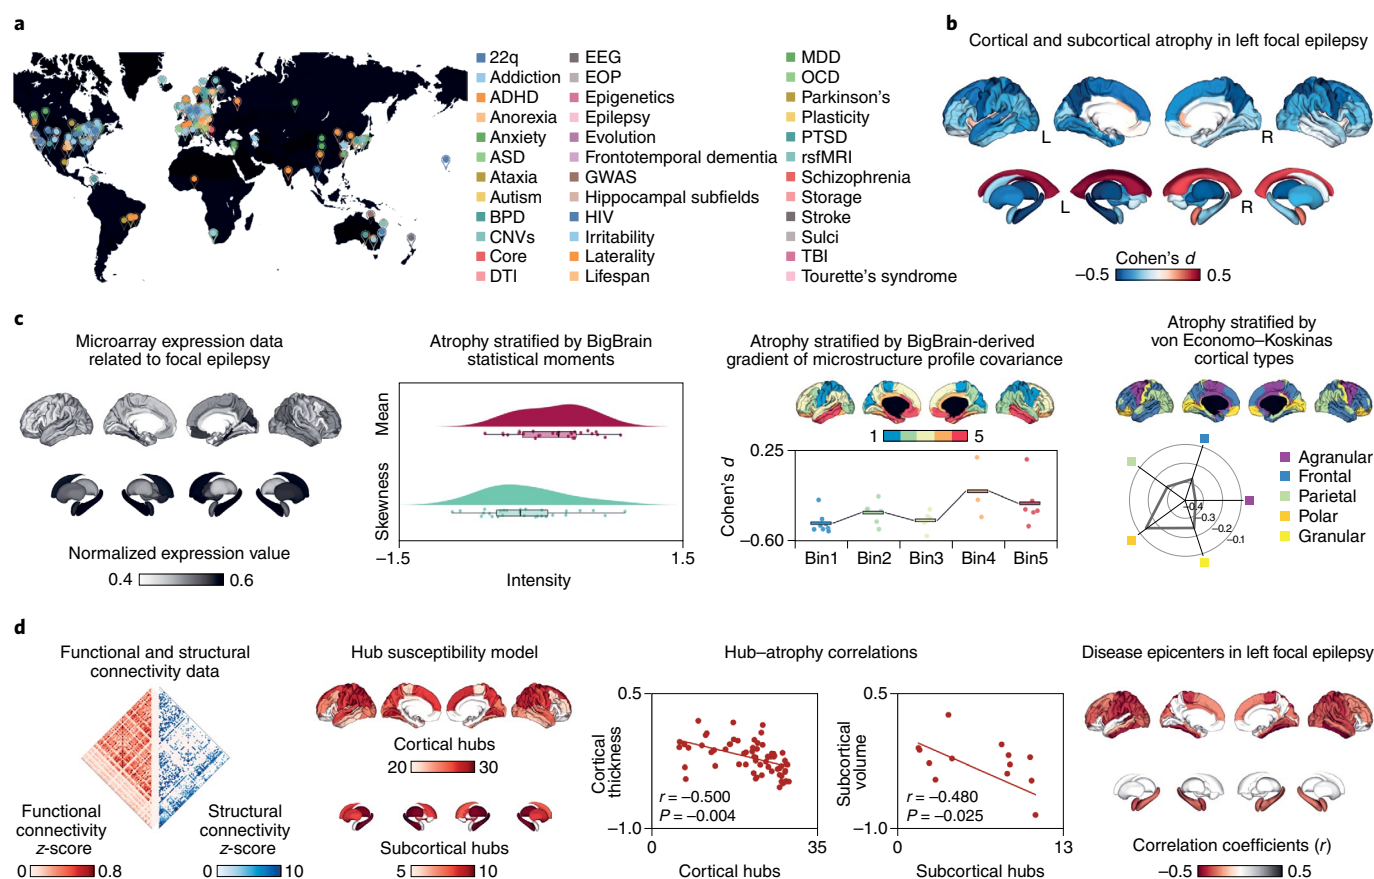 a
22q
Addiction
ADHD
Anorexia
Anxiety
ASD
Ataxia
Autism
BPD
CNVs
Core
DTI
EEG
EOP
Epigenetics
Epilepsy
Evolution
Frontotemporal dementia
GWAS
Hippocampal subfields
HIV
Irritability
Laterality
Lifespan
MDD
OCD
Parkinson's
Plasticity
PTSD
rsfMRI
Schizophrenia
Storage
Stroke
Sulci
TBI
Tourette's syndrome
b
Cortical and subcortical atrophy in left focal epilepsy
L R
L R
Cohen's d
–0.5 0.5
c
Microarray expression data
related to focal epilepsy
Normalized expression value
0.4 0.6
Atrophy stratified by BigBrain
statistical moments
Mean
Skewness
–1.5 1.5
Intensity
Atrophy stratified by BigBrain-derived
gradient of microstructure profile covariance
1 5
0.25
Cohen's d
–0.60
Bin1 Bin2 Bin3 Bin4 Bin5
Atrophy stratified by
von Economo–Koskinas
cortical types
–0.4
–0.3
–0.2
–0.1
Agranular
Frontal
Parietal
Polar
Granular
d
Functional and structural
connectivity data
Functional
connectivity
z-score
0 0.8
Structural
connectivity
z-score
0 10
Hub susceptibility model
Cortical hubs
20 30
Subcortical hubs
5 10
Hub–atrophy correlations
0.5
Cortical
thickness
r = –0.500
P = –0.004
–1.0
0 35
Cortical hubs
0.5
Subcortical
volume
r = –0.480
P = –0.025
–1.0
0 13
Subcortical hubs
Disease epicenters in left focal epilepsy
Correlation coefficients (r)
–0.5 0.5